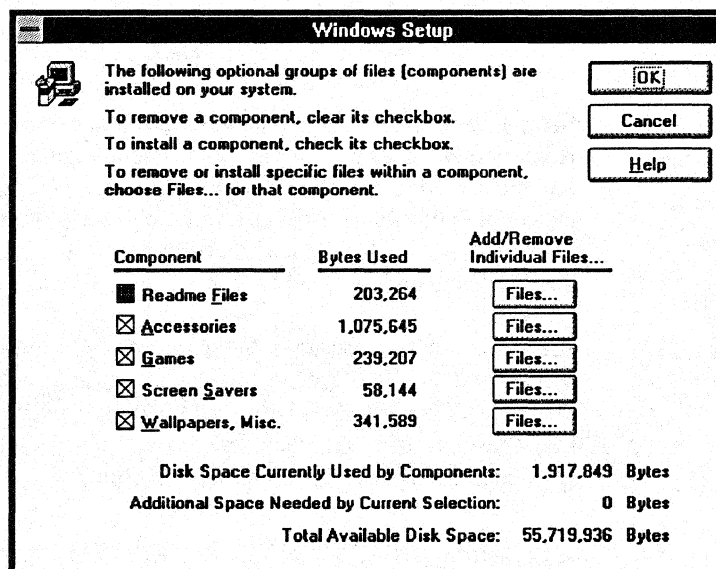 Windows Setup
The following optional groups of files (components) are
installed on your system.
To remove a component, clear its checkbox.
To install a component, check its checkbox.
To remove or install specific files within a component,
choose Files... for that component.
OK
Cancel
Help
Component Bytes Used Add/Remove
Individual Files...
Readme Files 203,264 Files...
Accessories 1,075,645 Files...
Games 239,207 Files...
Screen Savers 58,144 Files...
Wallpapers, Misc. 341,589 Files...
Disk Space Currently Used by Components: 1,917,849 Bytes
Additional Space Needed by Current Selection: 0 Bytes
Total Available Disk Space: 55,719,936 Bytes